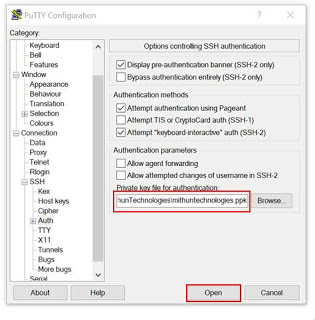 PuTTY Configuration
Category:
Keyboard
Bell
Features
Window
Appearance
Behaviour
Translation
Selection
Colours
Connection
Data
Proxy
Telnet
Rlogin
SSH
Kex
Host keys
Cipher
Auth
TTY
X11
Tunnels
Bugs
More bugs
Serial
Options controlling SSH authentication
Display pre-authentication banner (SSH-2 only)
Bypass authentication entirely (SSH-2 only)
Authentication methods
Attempt authentication using Pageant
Attempt TIS or CryptoCard auth (SSH-1)
Attempt "keyboard-interactive" auth (SSH-2)
Authentication parameters
Allow agent forwarding
Allow attempted changes of username in SSH-2
Private key file for authentication:
hunTechnologies\mithuntechnologies.ppk
Browse...
About
Help
Open
Cancel